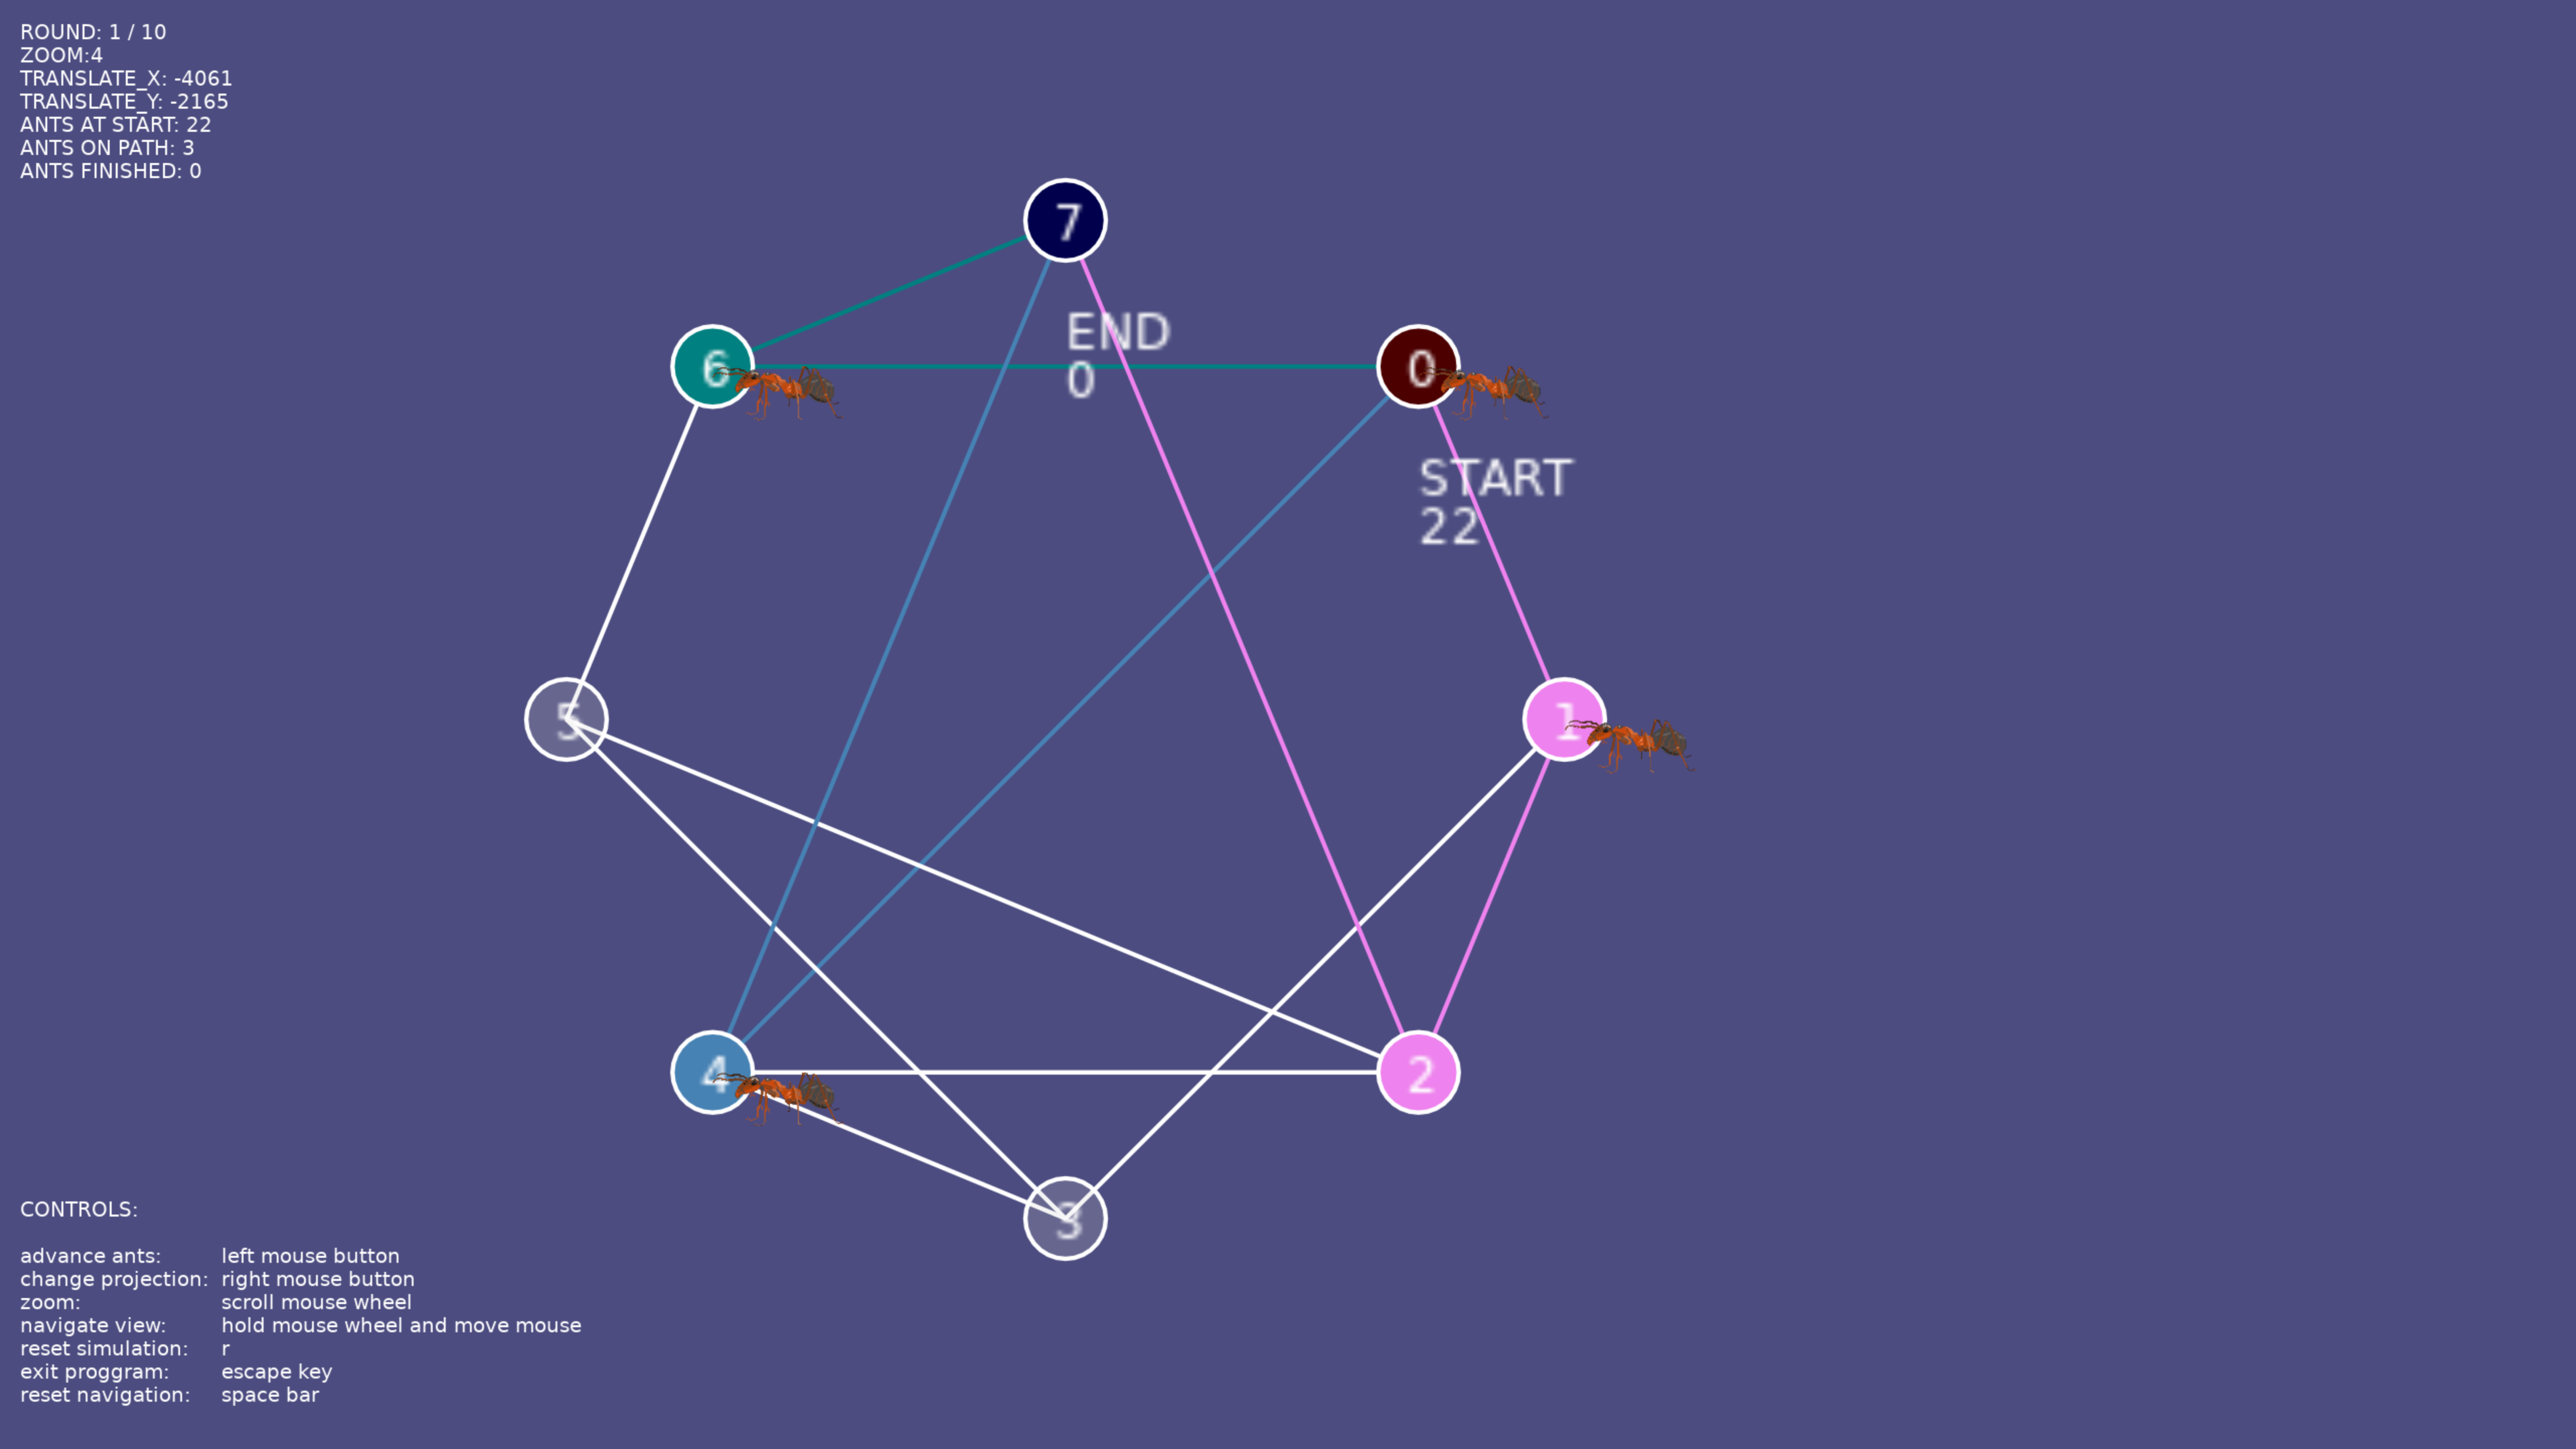 ROUND: 1 / 10
ZOOM:4
TRANSLATE_X: -4061
TRANSLATE_Y: -2165
ANTS AT START: 22
ANTS ON PATH: 3
ANTS FINISHED: 0
7
END
0
6
0
START
22
5
1
4
2
3
CONTROLS:
advance ants: left mouse button
change projection: right mouse button
zoom: scroll mouse wheel
navigate view: hold mouse wheel and move mouse
reset simulation: r
exit proggram: escape key
reset navigation: space bar